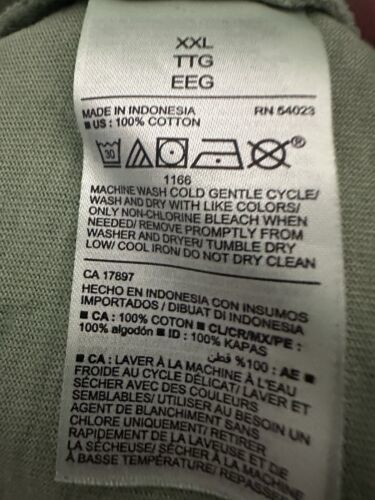 XXL
TTG
EEG
MADE IN INDONESIA RN 54023
■ US : 100% COTTON
30
1166
MACHINE WASH COLD GENTLE CYCLE/
WASH AND DRY WITH LIKE COLORS/
ONLY NON-CHLORINE BLEACH WHEN
NEEDED/ REMOVE PROMPTLY FROM
WASHER AND DRYER/ TUMBLE DRY
LOW/ COOL IRON/ DO NOT DRY CLEAN
CA 17897
HECHO EN INDONESIA CON INSUMOS
IMPORTADOS / DIBUAT DI INDONESIA
■ CA : 100% COTON ■ CL/CR/MX/PE :
100% algodón ■ ID : 100% KAPAS
■ AE : %100 قطن
■ CA : LAVER À LA MACHINE À L'EAU
FROIDE AU CYCLE DÉLICAT/ LAVER ET
SÉCHER AVEC DES COULEURS
SEMBLABLES/ UTILISER AU BESOIN UN
AGENT DE BLANCHIMENT SANS
CHLORE UNIQUEMENT/ RETIRER
RAPIDEMENT DE LA LAVEUSE ET DE
LA SÉCHEUSE/ SÉCHER À LA MACHINE
À BASSE TEMPÉRATURE/ REPASSAGE